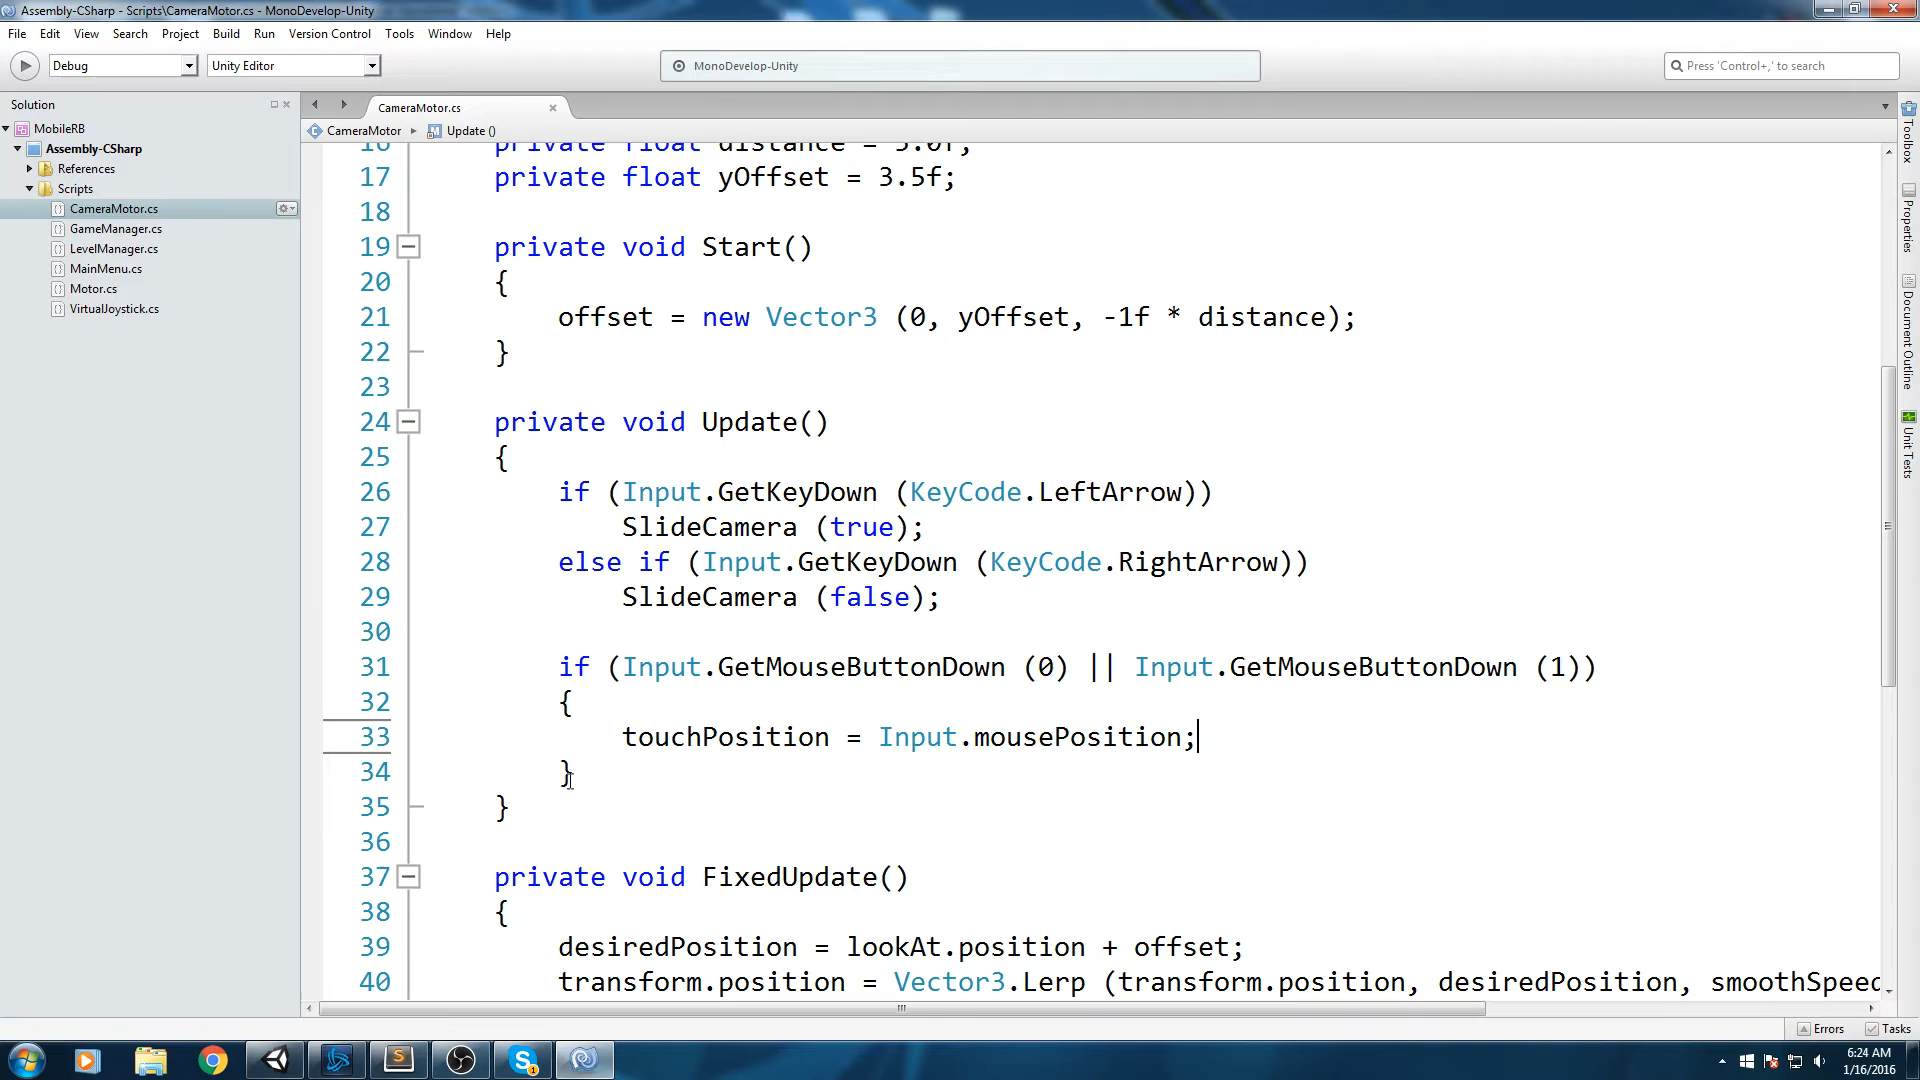 Assembly-CSharp - Scripts\CameraMotor.cs - MonoDevelop-Unity
File Edit View Search Project Build Run Version Control Tools Window Help
Debug
Unity Editor
MonoDevelop-Unity
Press 'Control+,' to search
Solution
MobileRB
Assembly-CSharp
References
Scripts
CameraMotor.cs
GameManager.cs
LevelManager.cs
MainMenu.cs
Motor.cs
VirtualJoystick.cs
CameraMotor.cs
CameraMotor Update ()
16 private float distance = 5.0f;
17 private float yOffset = 3.5f;
18
19 private void Start()
20 {
21 offset = new Vector3 (0, yOffset, -1f * distance);
22 }
23
24 private void Update()
25 {
26 if (Input.GetKeyDown (KeyCode.LeftArrow))
27 SlideCamera (true);
28 else if (Input.GetKeyDown (KeyCode.RightArrow))
29 SlideCamera (false);
30
31 if (Input.GetMouseButtonDown (0) || Input.GetMouseButtonDown (1))
32 {
33 touchPosition = Input.mousePosition;
34 }
35 }
36
37 private void FixedUpdate()
38 {
39 desiredPosition = lookAt.position + offset;
40 transform.position = Vector3.Lerp (transform.position, desiredPosition, smoothSpeed
Toolbox
Properties
Document Outline
Unit Tests
Errors
Tasks
6:24 AM
1/16/2016